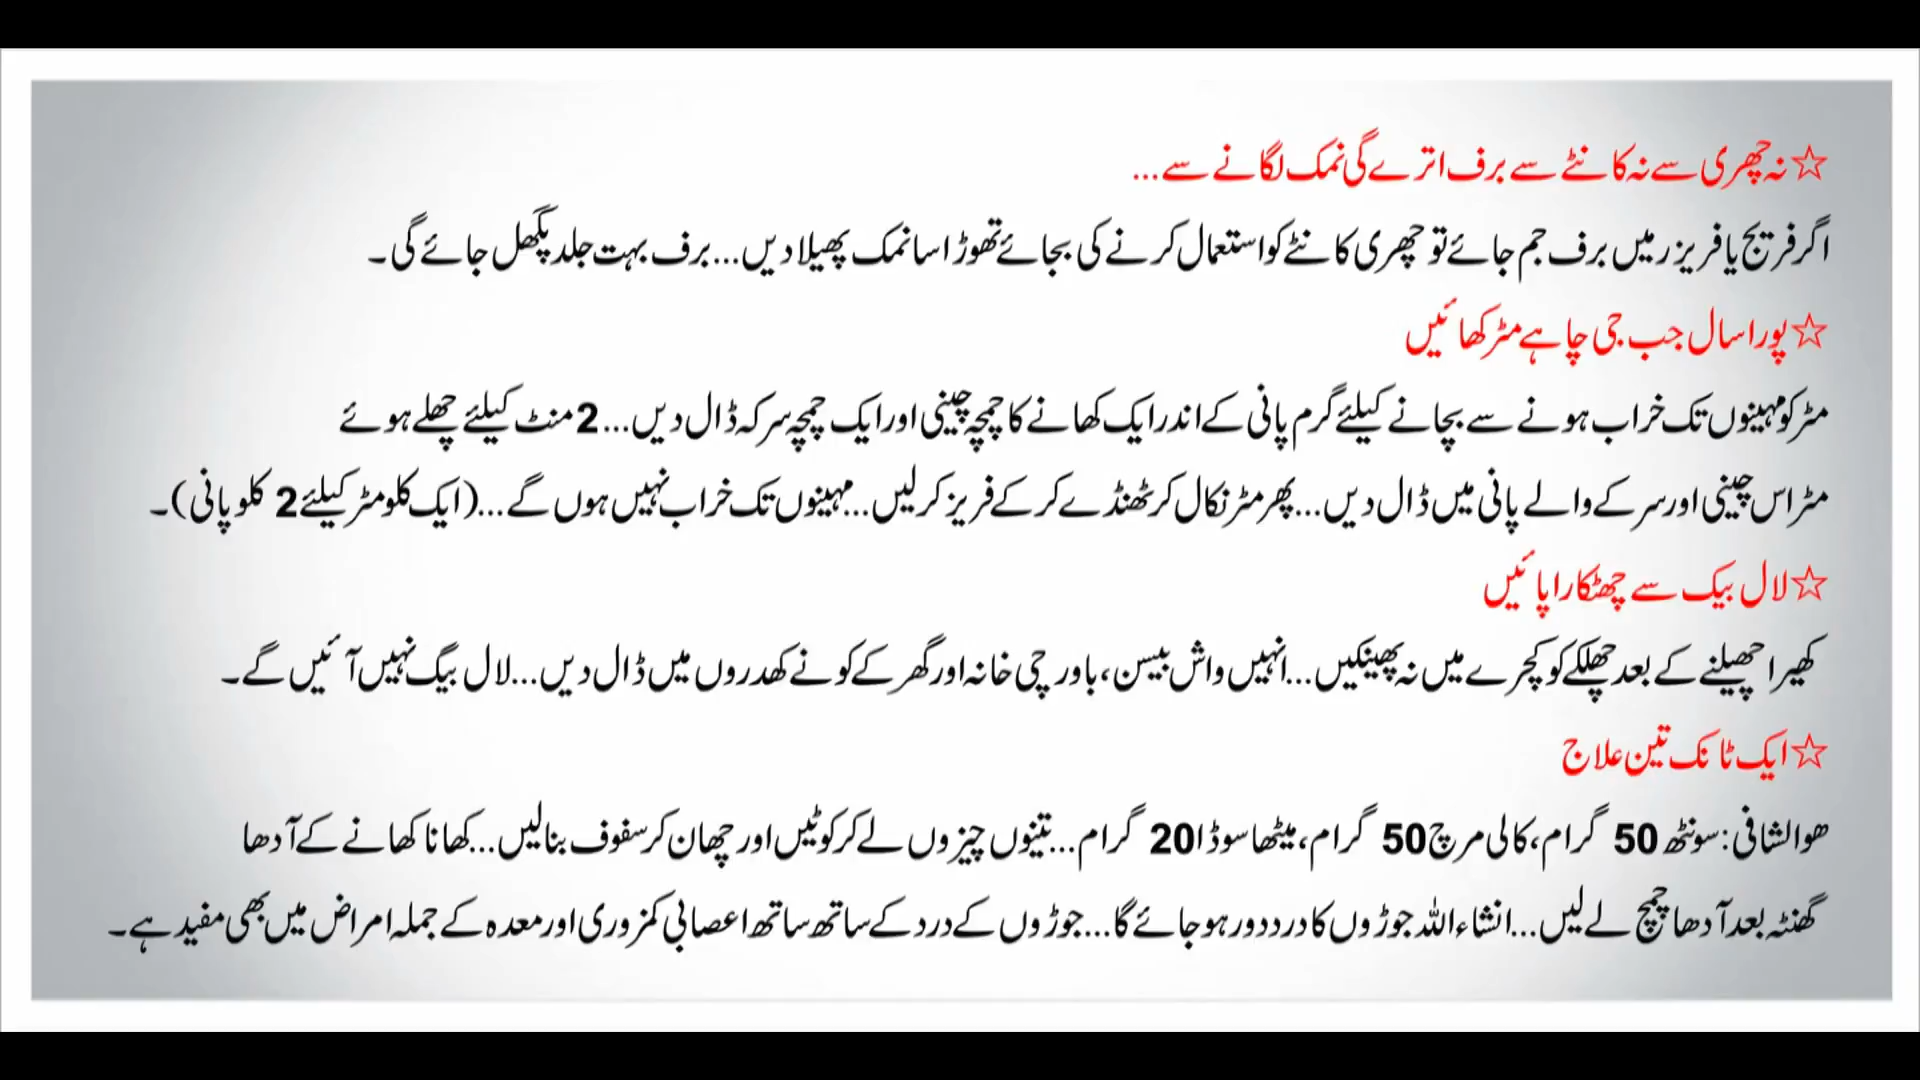 ☆نہ چھری سے نہ کانٹے سے برف اترے گی نمک لگانے سے...
اگر فریج یا فریزر میں برف جم جائے تو چھری کانٹے کو استعمال کرنے کی بجائے تھوڑا سا نمک پھیلا دیں...برف بہت جلد پگھل جائے گی۔
☆پورا سال جب جی چاہے مٹر کھائیں
مٹر کو مہینوں تک خراب ہونے سے بچانے کیلئے گرم پانی کے اندر ایک کھانے کا چمچہ چینی اور ایک چمچہ سرکہ ڈال دیں...2 منٹ کیلئے چھلے ہوئے
مٹر اس چینی اور سرکے والے پانی میں ڈال دیں...پھر مٹر نکال کر ٹھنڈے کر کے فریز کر لیں...مہینوں تک خراب نہیں ہوں گے...(ایک کلو مٹر کیلئے 2 کلو پانی)۔
☆لال بیک سے چھٹکارا پائیں
کھیرا چھیلنے کے بعد چھلکے کو کچرے میں نہ پھینکیں...انہیں واش بیسن، باورچی خانہ اور گھر کے کونے کھدروں میں ڈال دیں...لال بیگ نہیں آئیں گے۔
☆ایک ٹانک تین علاج
ھوالشافی: سونٹھ 50 گرام، کالی مرچ 50 گرام، میٹھا سوڈا 20 گرام...تینوں چیزوں لے کر کوٹیں اور چھان کر سفوف بنالیں...کھانا کھانے کے آدھا
گھنٹہ بعد آدھا چمچ لے لیں...انشاء اللہ جوڑوں کا درد دور ہو جائے گا...جوڑوں کے درد کے ساتھ ساتھ اعصابی کمزوری اور معدہ کے جملہ امراض میں بھی مفید ہے۔